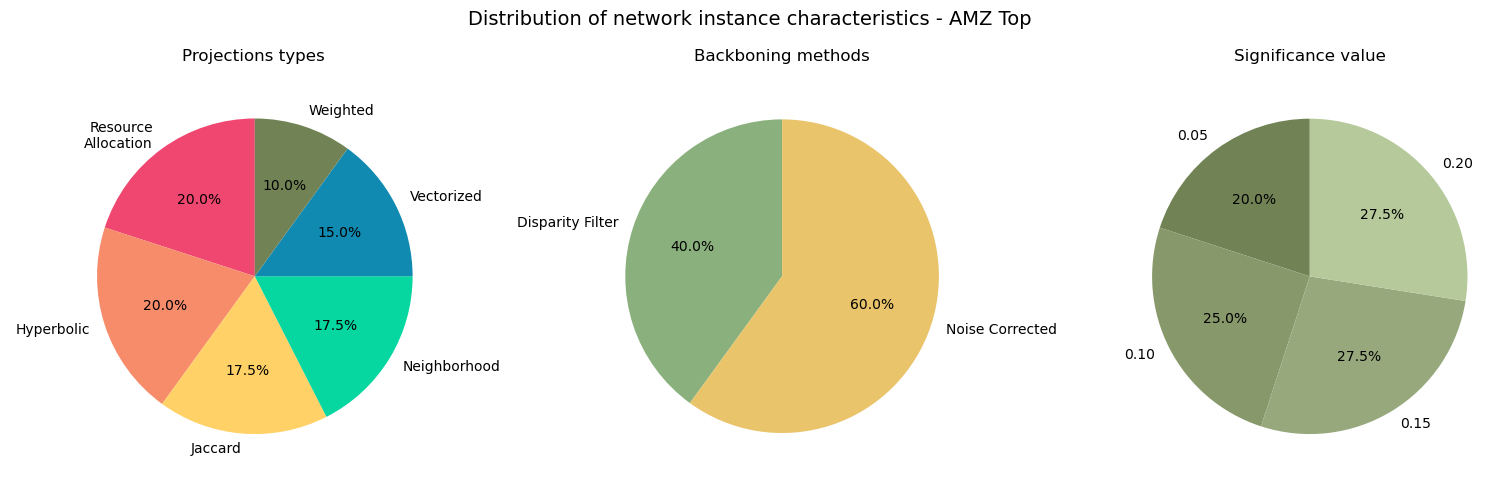 Distribution of network instance characteristics - AMZ Top
Projections types
Weighted
Resource
Allocation
Vectorized
Hyperbolic
Neighborhood
Jaccard
10.0%
20.0%
15.0%
20.0%
17.5%
17.5%
Backboning methods
Disparity Filter
40.0%
60.0%
Noise Corrected
Significance value
0.05
0.20
20.0%
27.5%
25.0%
27.5%
0.10
0.15